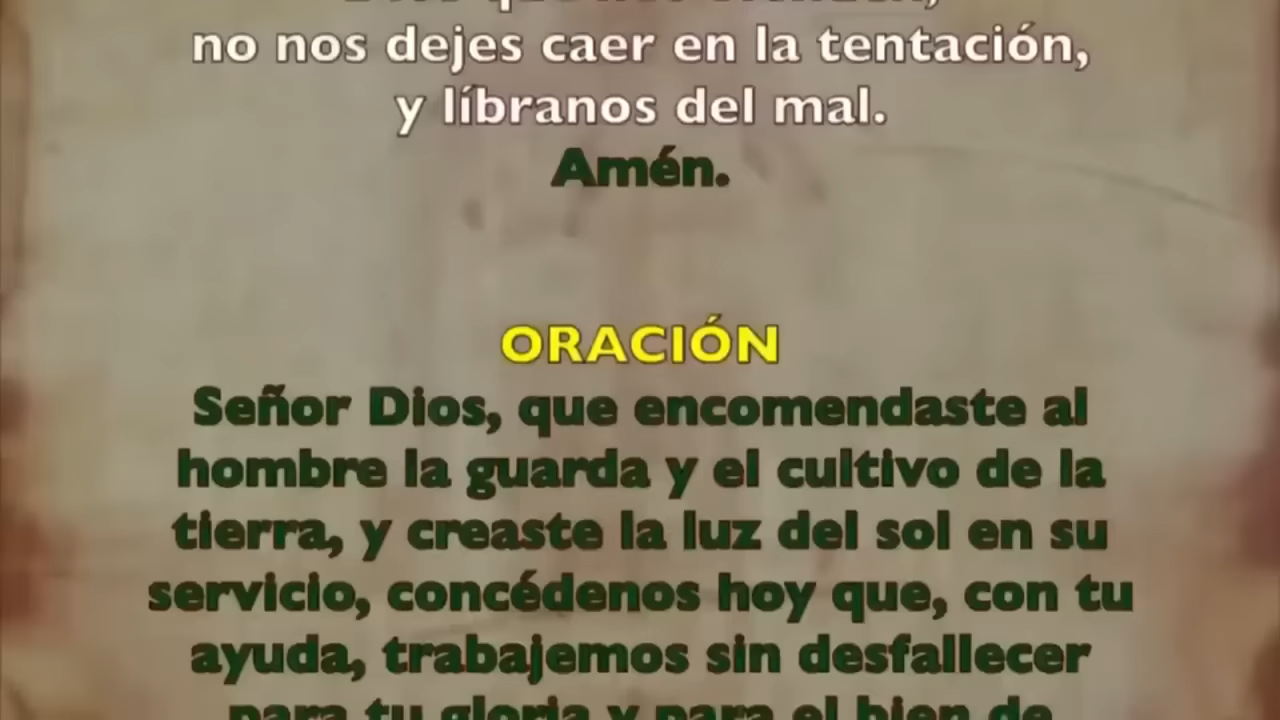 no nos dejes caer en la tentación,
y líbranos del mal.
Amén.
ORACIÓN
Señor Dios, que encomendaste al
hombre la guarda y el cultivo de la
tierra, y creaste la luz del sol en su
servicio, concédenos hoy que, con tu
ayuda, trabajemos sin desfallecer
para tu gloria y para el bien de